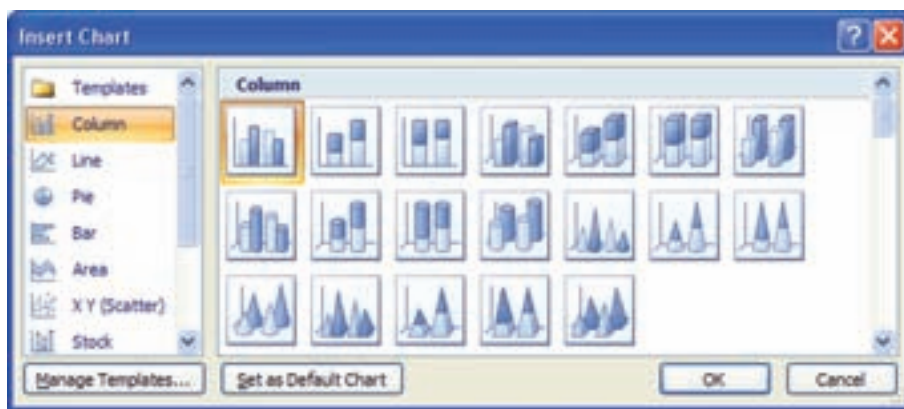 Insert Chart
Templates
Column
Line
Pie
Bar
Area
X Y (Scatter)
Stock
Column
Manage Templates...
Set as Default Chart
OK
Cancel